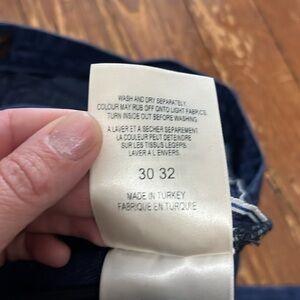 WASH AND DRY SEPARATELY.
COLOUR MAY RUB OFF ONTO LIGHT FABRICS.
TURN INSIDE OUT BEFORE WASHING
A LAVER ET A SECHER SEPAREMENT
LA COULEUR PEUT DETEINDRE
SUR LES TISSUS LEGERS.
LAVER A L'ENVERS.
30 32
MADE IN TURKEY
FABRIQUE EN TURQUIE